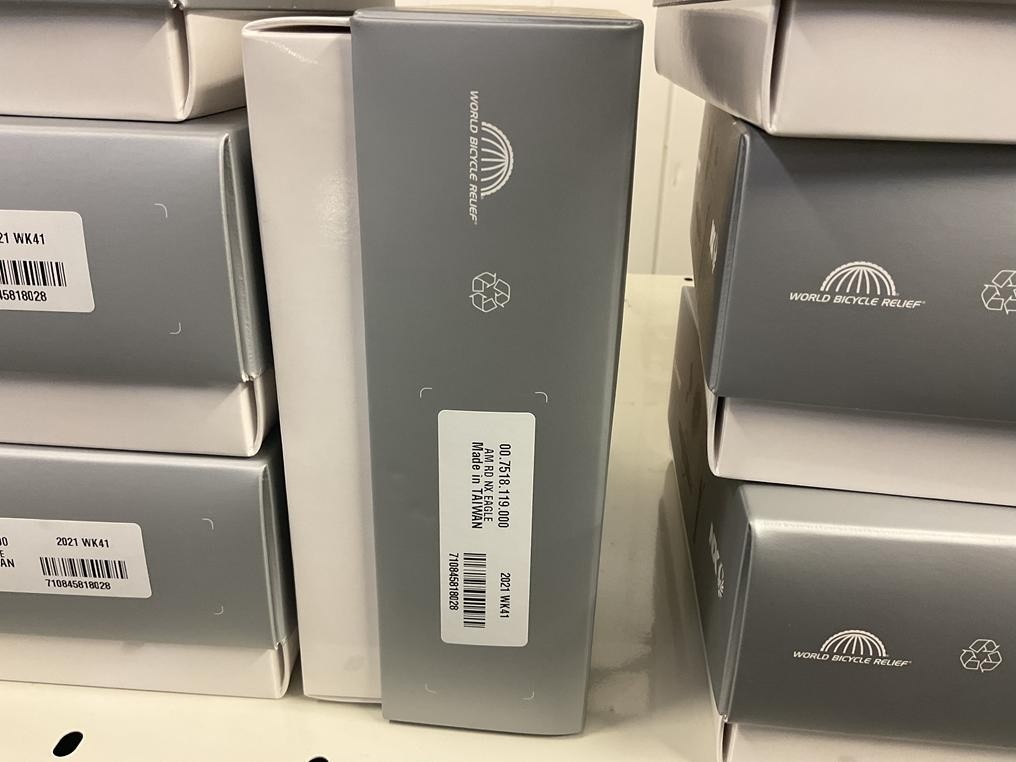 21 WK41
45818028
2021 WK41
710845818028
WORLD BICYCLE RELIEF
00.7518.119.000
AM RD NX EAGLE
Made in TAIWAN
2021 WK41
710845818028
WORLD BICYCLE RELIEF
WORLD BICYCLE RELIEF